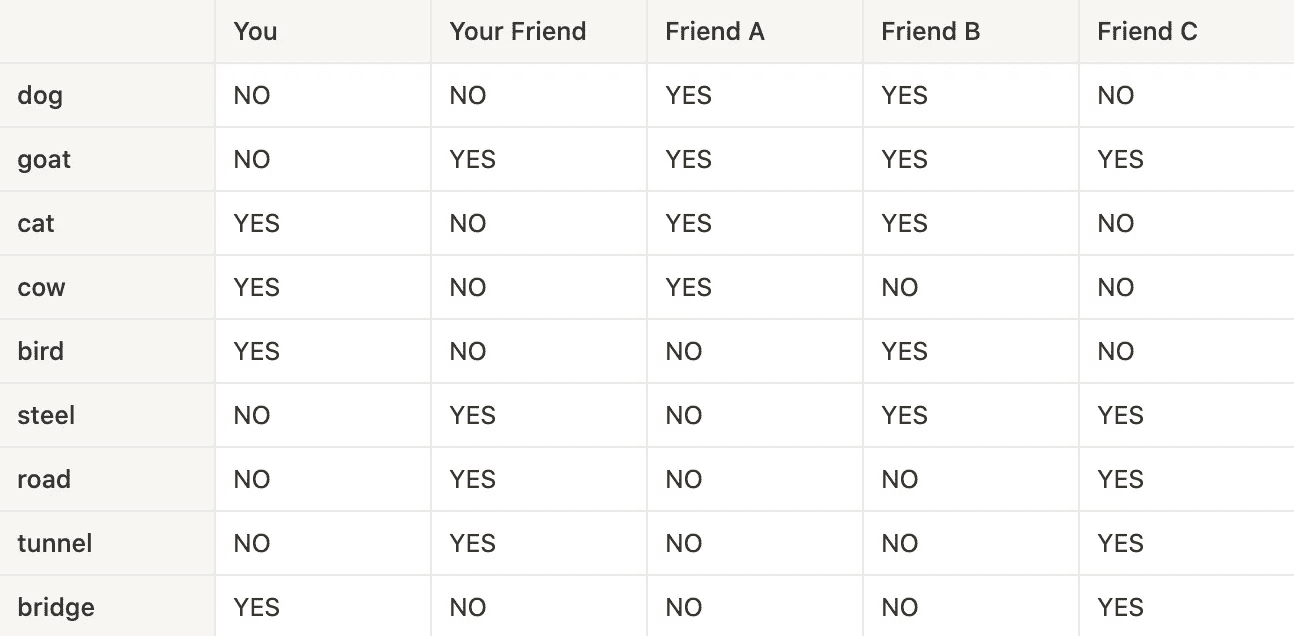 You Your Friend Friend A Friend B Friend C
dog NO NO YES YES NO
goat NO YES YES YES YES
cat YES NO YES YES NO
cow YES NO YES NO NO
bird YES NO NO YES NO
steel NO YES NO YES YES
road NO YES NO NO YES
tunnel NO YES NO NO YES
bridge YES NO NO NO YES